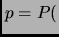 p = P(